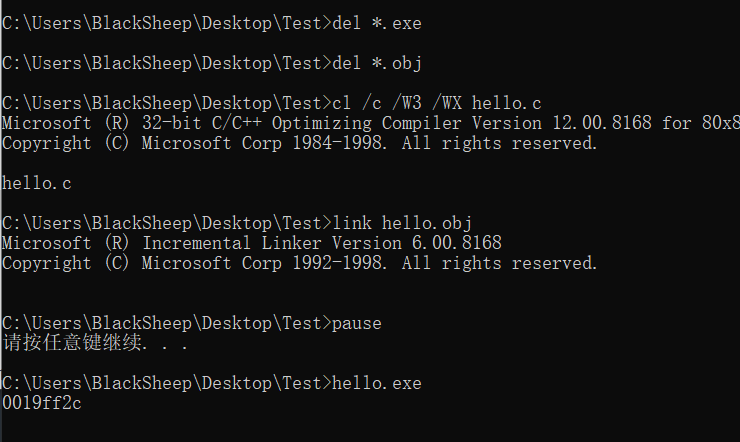 C:\Users\BlackSheep\Desktop\Test>del *.exe
C:\Users\BlackSheep\Desktop\Test>del *.obj
C:\Users\BlackSheep\Desktop\Test>cl /c /W3 /WX hello.c
Microsoft (R) 32-bit C/C++ Optimizing Compiler Version 12.00.8168 for 80x8
Copyright (C) Microsoft Corp 1984-1998. All rights reserved.
hello.c
C:\Users\BlackSheep\Desktop\Test>link hello.obj
Microsoft (R) Incremental Linker Version 6.00.8168
Copyright (C) Microsoft Corp 1992-1998. All rights reserved.
C:\Users\BlackSheep\Desktop\Test>pause
请按任意键继续. . .
C:\Users\BlackSheep\Desktop\Test>hello.exe
0019ff2c